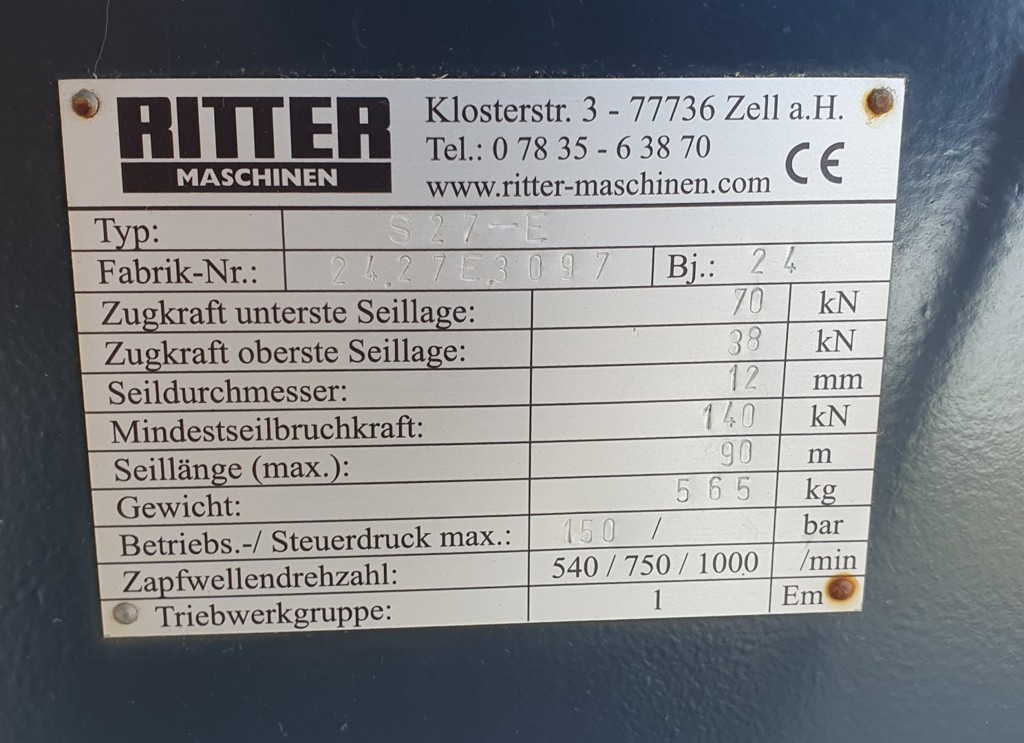 RITTER
MASCHINEN
Klosterstr. 3 - 77736 Zell a.H.
Tel.: 0 78 35 - 6 38 70
www.ritter-maschinen.com
CE
Typ: S27-E
Fabrik-Nr.: 24.27E.3097 Bj.: 24
Zugkraft unterste Seillage: 70 kN
Zugkraft oberste Seillage: 38 kN
Seildurchmesser: 12 mm
Mindestseilbruchkraft: 140 kN
Seillänge (max.): 90 m
Gewicht: 565 kg
Betriebs.-/ Steuerdruck max.: 150 / bar
Zapfwellendrehzahl: 540 / 750 / 1000 /min
Triebwerkgruppe: 1 Em